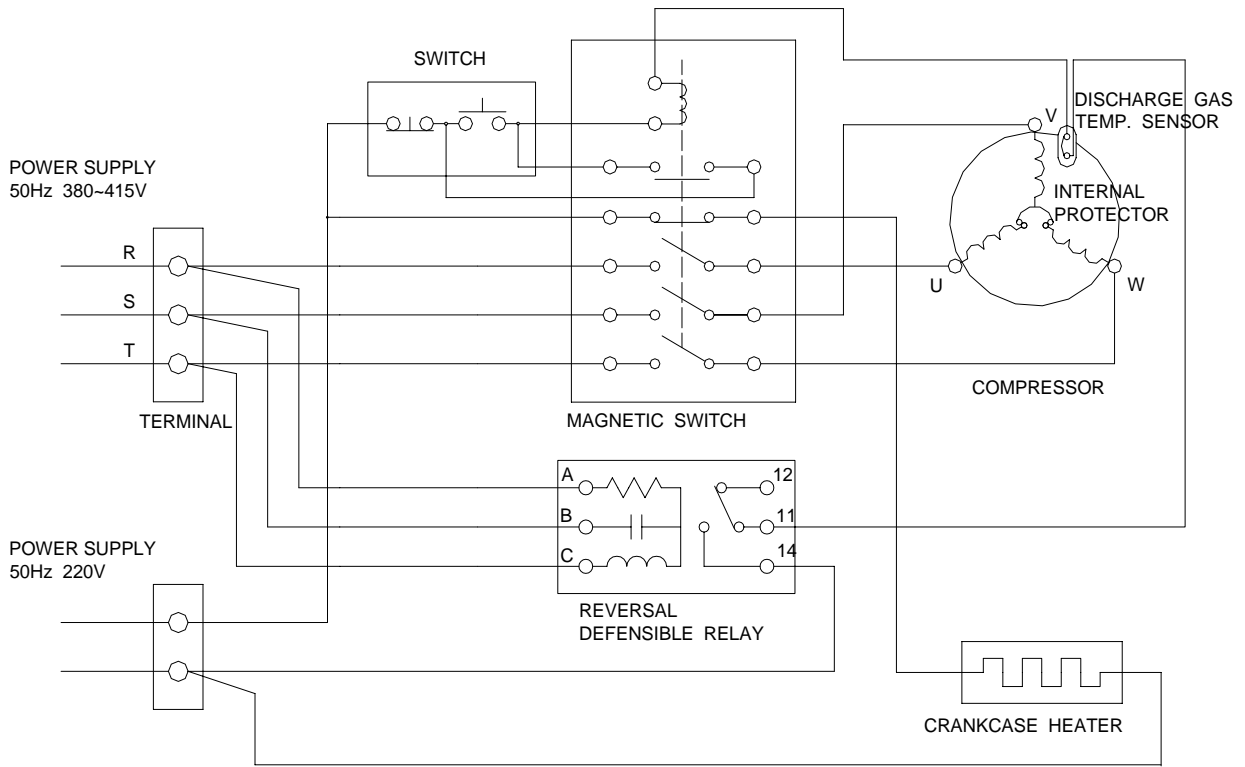 SWITCH
DISCHARGE GAS
TEMP. SENSOR
V
POWER SUPPLY
50Hz 380~415V
INTERNAL
PROTECTOR
R
U
W
S
T
COMPRESSOR
TERMINAL
MAGNETIC SWITCH
A
12
B
11
C
14
POWER SUPPLY
50Hz 220V
REVERSAL
DEFENSIBLE RELAY
CRANKCASE HEATER